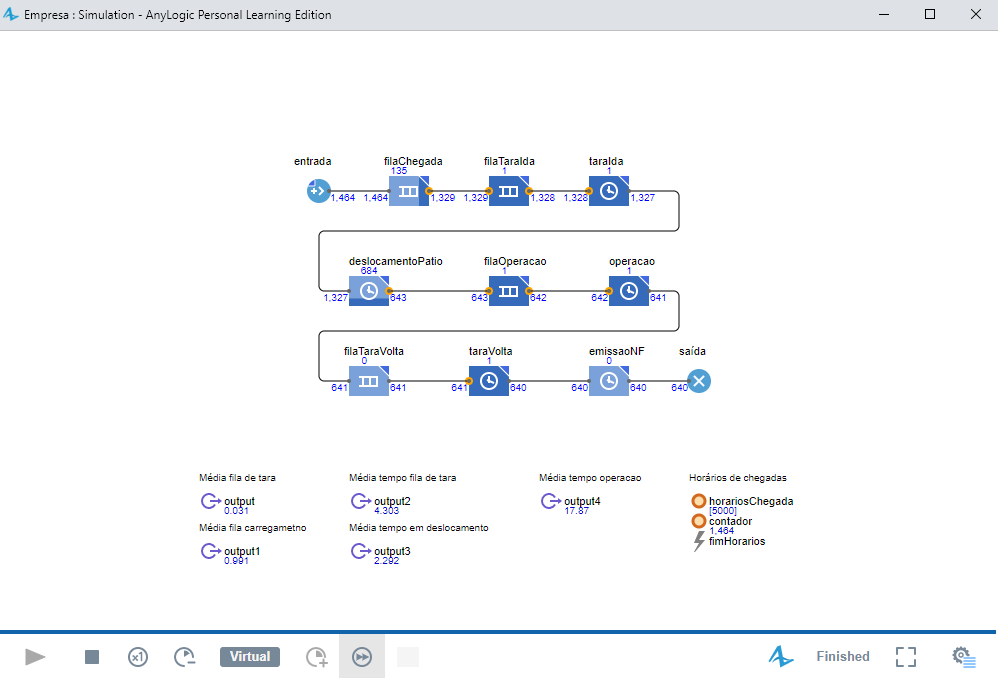 Empresa : Simulation - AnyLogic Personal Learning Edition
entrada
filaChegada
filaTaraIda
taraIda
135
1
1
1,464
1,464
1,329
1,329
1,328
1,328
1,327
deslocamentoPatio
filaOperacao
operacao
684
1
1
1,327
643
643
642
642
641
filaTaraVolta
taraVolta
emissaoNF
saída
0
1
0
641
641
641
640
640
640
640
Média fila de tara
Média tempo fila de tara
Média tempo operacao
Horários de chegadas
output
0.031
output2
4.303
output4
17.87
horariosChegada
[5000]
contador
1,464
fimHorarios
Média fila carregametno
Média tempo em deslocamento
output1
0.991
output3
2.292
x1
Virtual
Finished